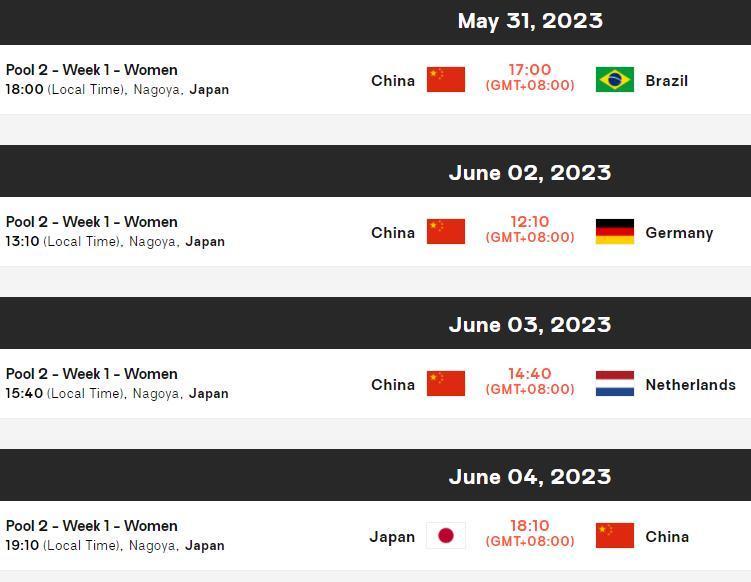 May 31, 2023
Pool 2 - Week 1 - Women
18:00 (Local Time), Nagoya, Japan
China 17:00 (GMT+08:00) Brazil
June 02, 2023
Pool 2 - Week 1 - Women
13:10 (Local Time), Nagoya, Japan
China 12:10 (GMT+08:00) Germany
June 03, 2023
Pool 2 - Week 1 - Women
15:40 (Local Time), Nagoya, Japan
China 14:40 (GMT+08:00) Netherlands
June 04, 2023
Pool 2 - Week 1 - Women
19:10 (Local Time), Nagoya, Japan
Japan 18:10 (GMT+08:00) China